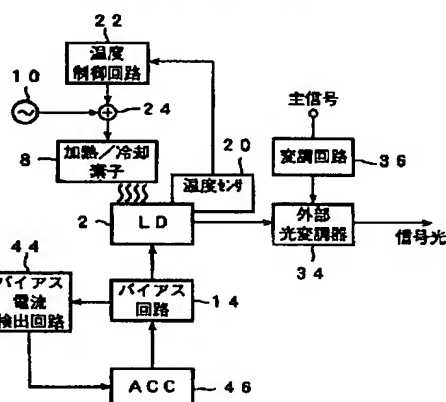 22
温度
制御回路
10
24
主信号
8
加熱／冷却
素子
20
変調回路
36
温度センサ
2
LD
外部
光変調器
信号光
34
44
バイアス
電流
検出回路
バイアス
回路
14
ACC
46